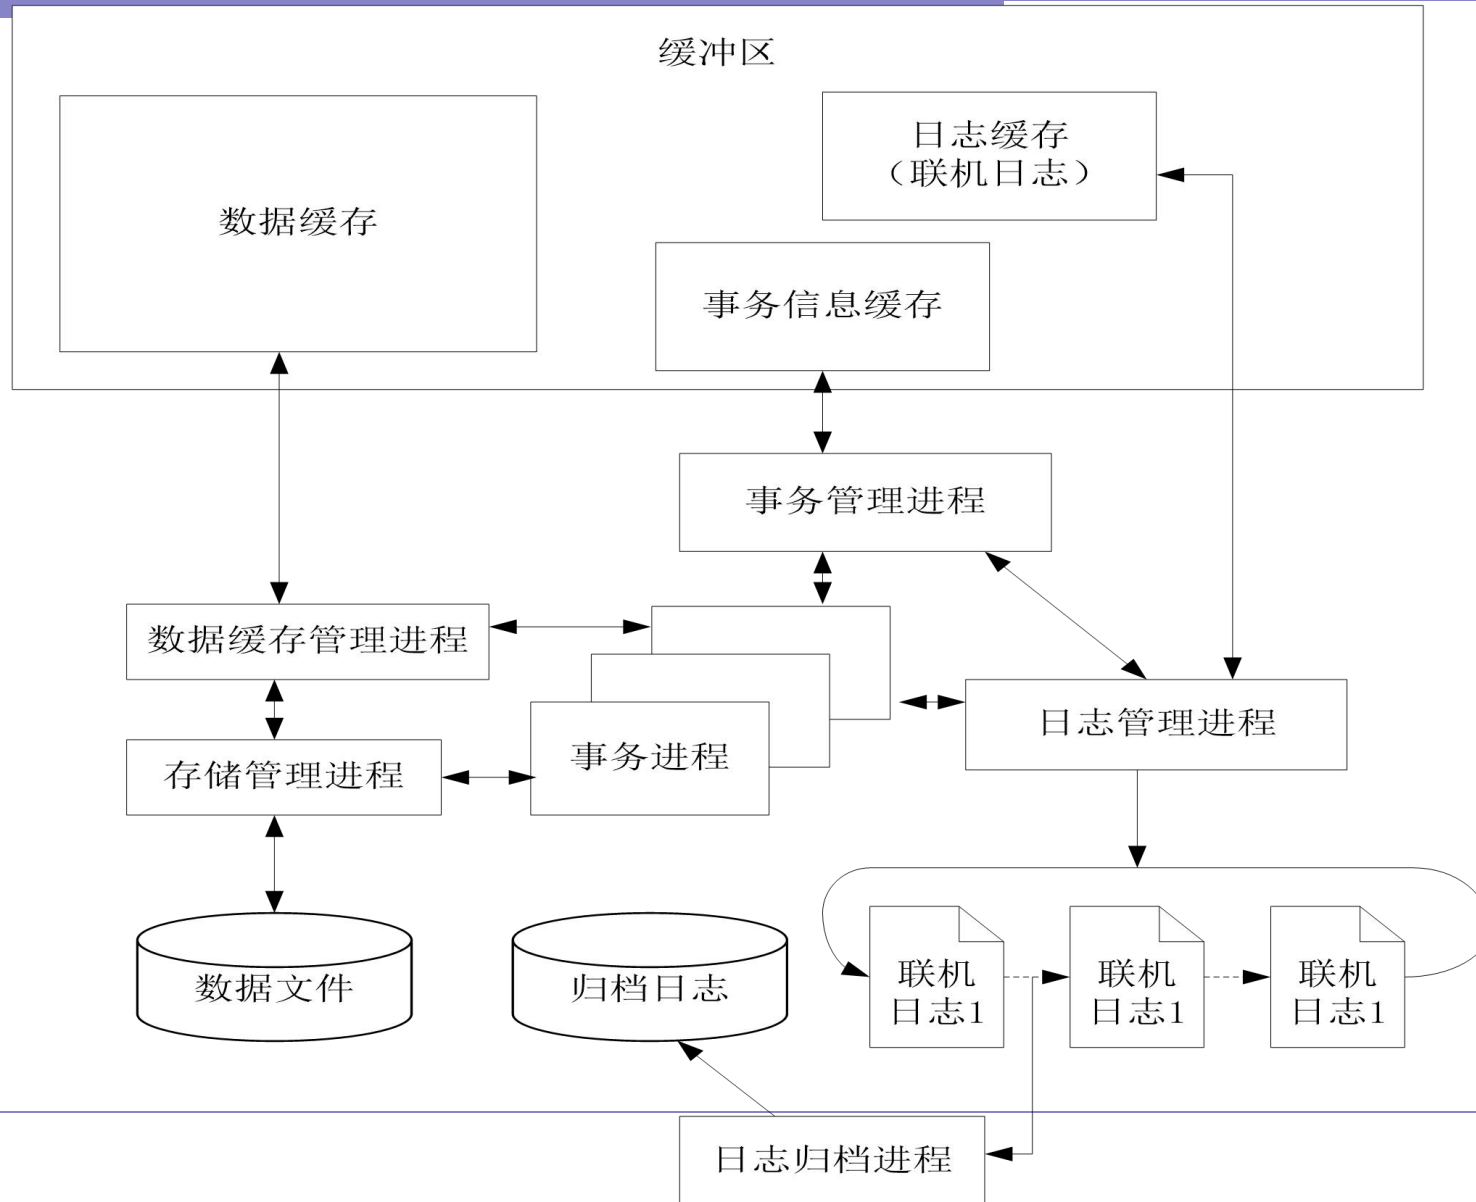 缓冲区
日志缓存
（联机日志）
数据缓存
事务信息缓存
事务管理进程
数据缓存管理进程
日志管理进程
事务进程
存储管理进程
数据文件
归档日志
联机
日志1
联机
日志1
联机
日志1
日志归档进程